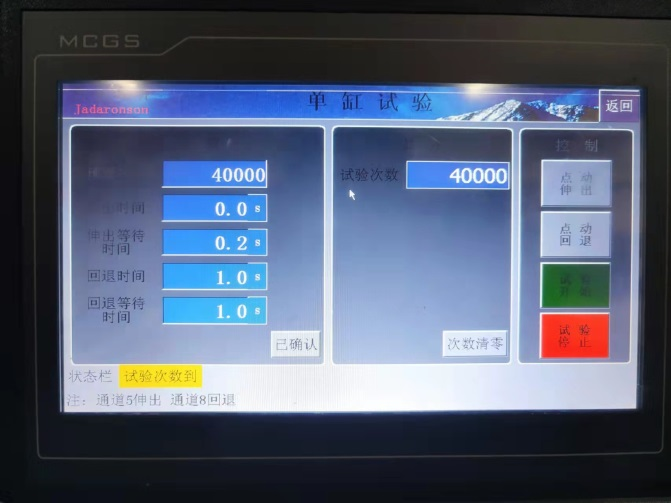 MCGS
Jadaronsou
单缸试验
返回
40000
时间 0.0 s
伸出等待时间 0.2 s
回退时间 1.0 s
回退等待时间 1.0 s
已确认
试验次数 40000
次数清零
控制
点动伸出
点动回退
试验
试验停止
状态栏 试验次数到
注：通道5伸出 通道8回退